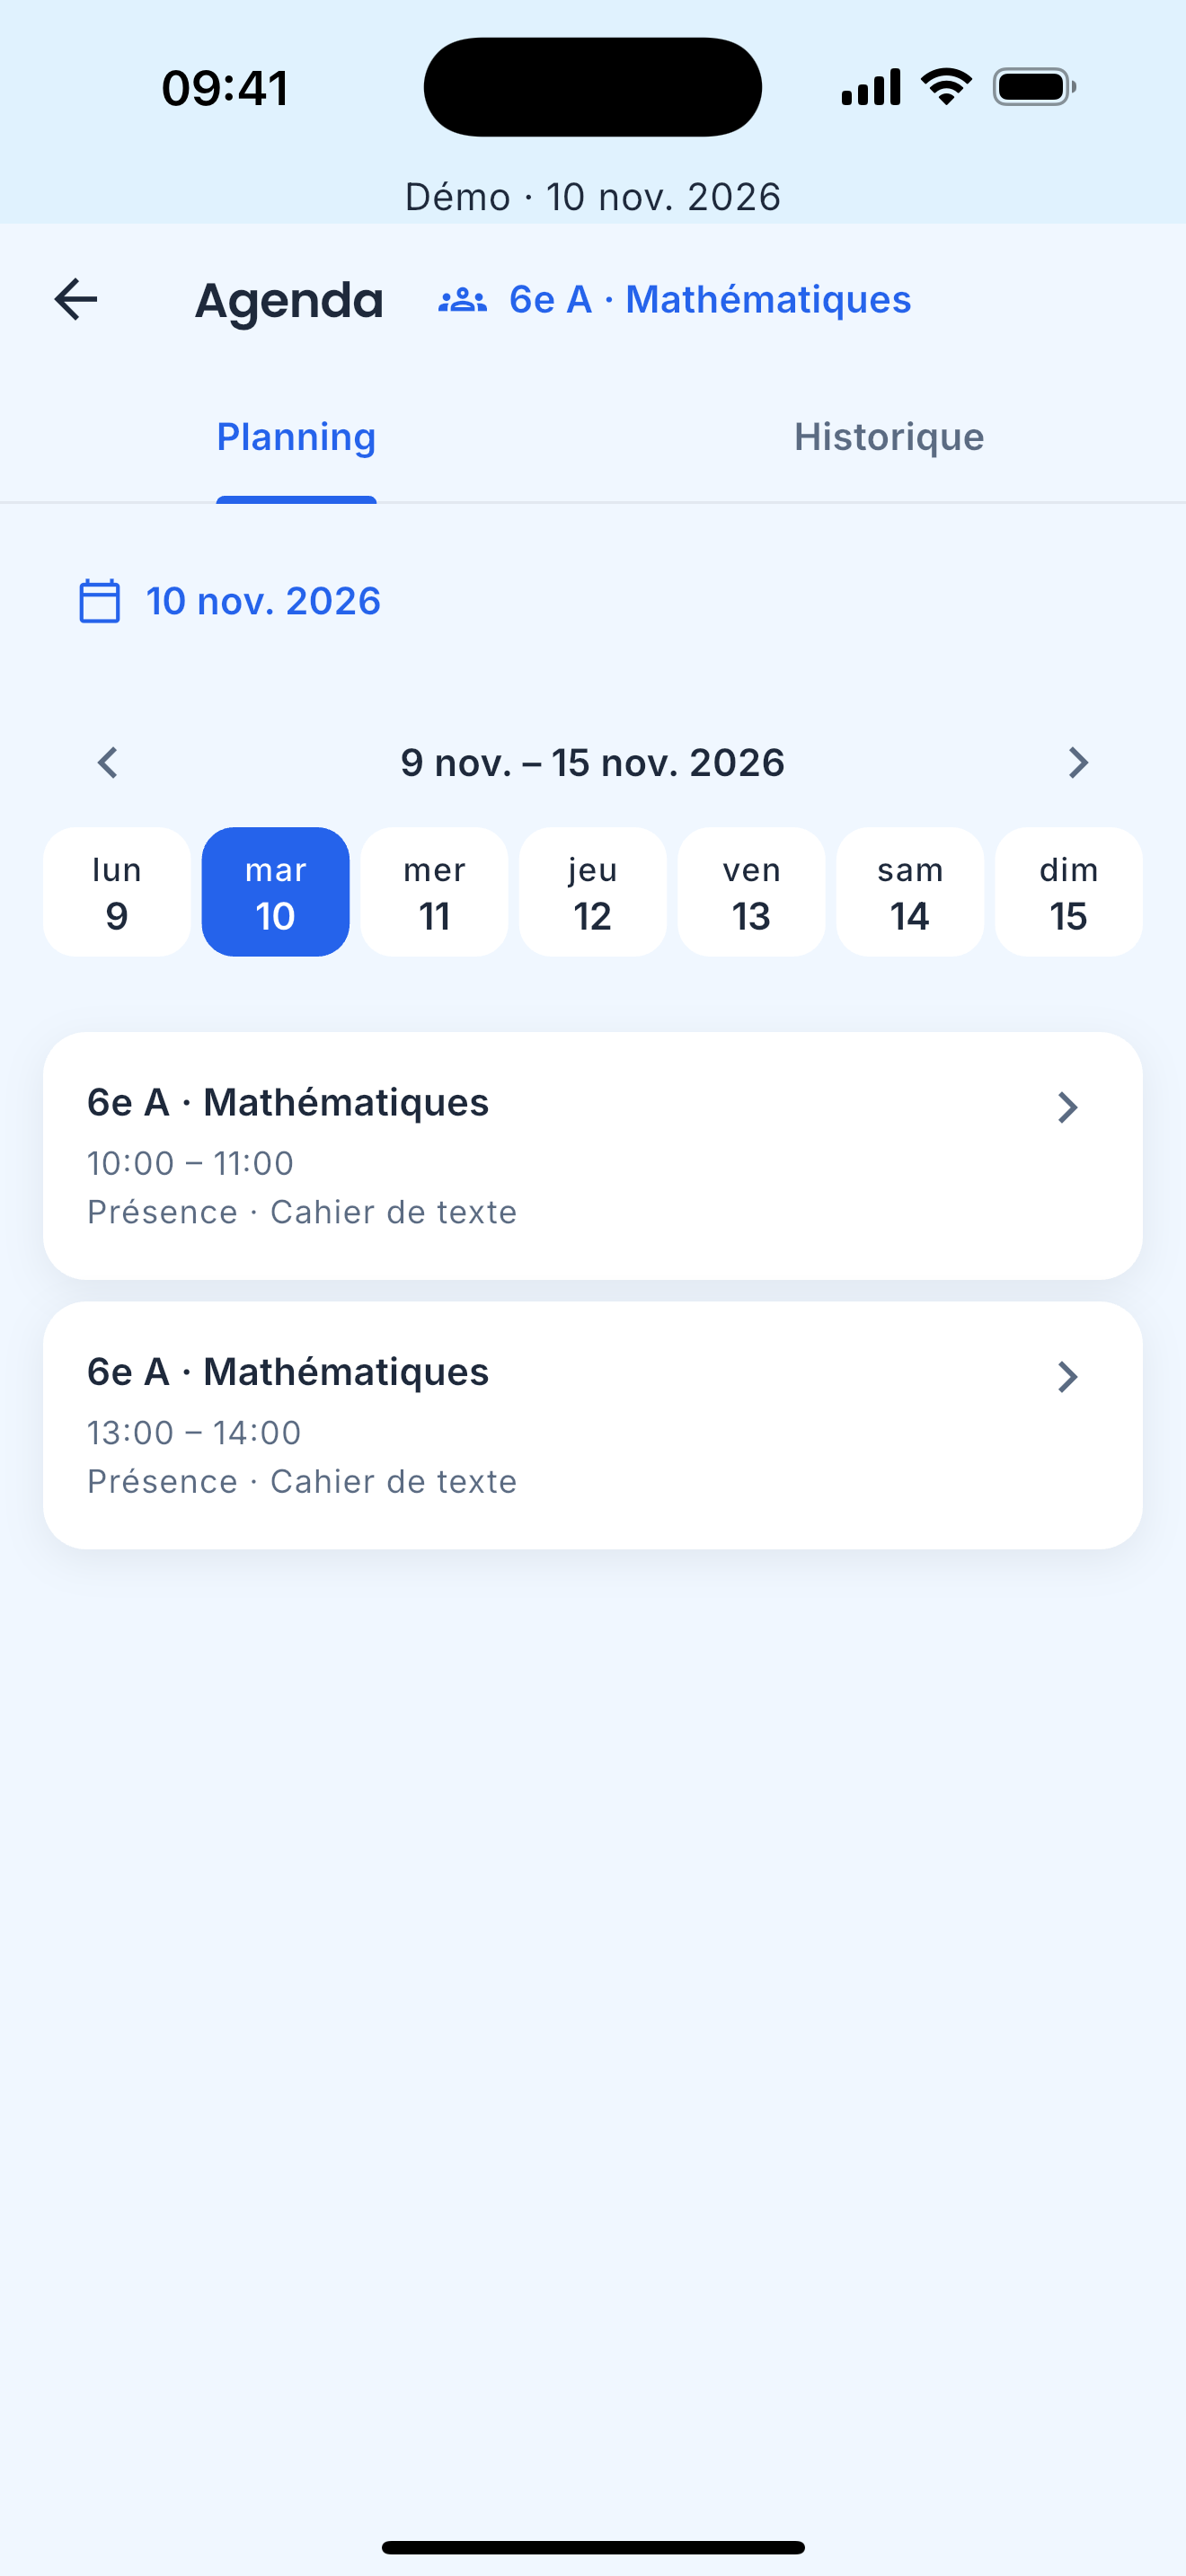 09:41
Démo · 10 nov. 2026
Agenda
6e A · Mathématiques
Planning
Historique
10 nov. 2026
9 nov. – 15 nov. 2026
lun mar mer jeu ven sam dim
9 10 11 12 13 14 15
6e A · Mathématiques
10:00 – 11:00
Présence · Cahier de texte
6e A · Mathématiques
13:00 – 14:00
Présence · Cahier de texte